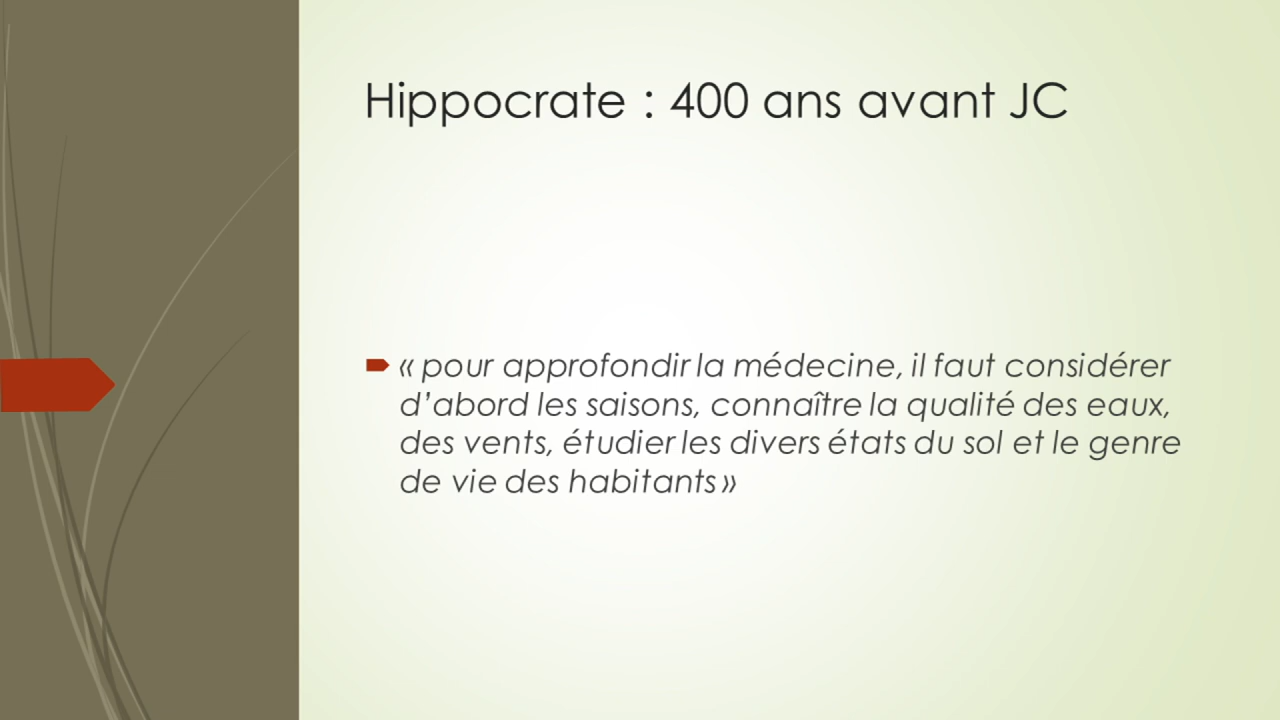 Hippocrate : 400 ans avant JC
« pour approfondir la médecine, il faut considérer
d’abord les saisons, connaître la qualité des eaux,
des vents, étudier les divers états du sol et le genre
de vie des habitants »